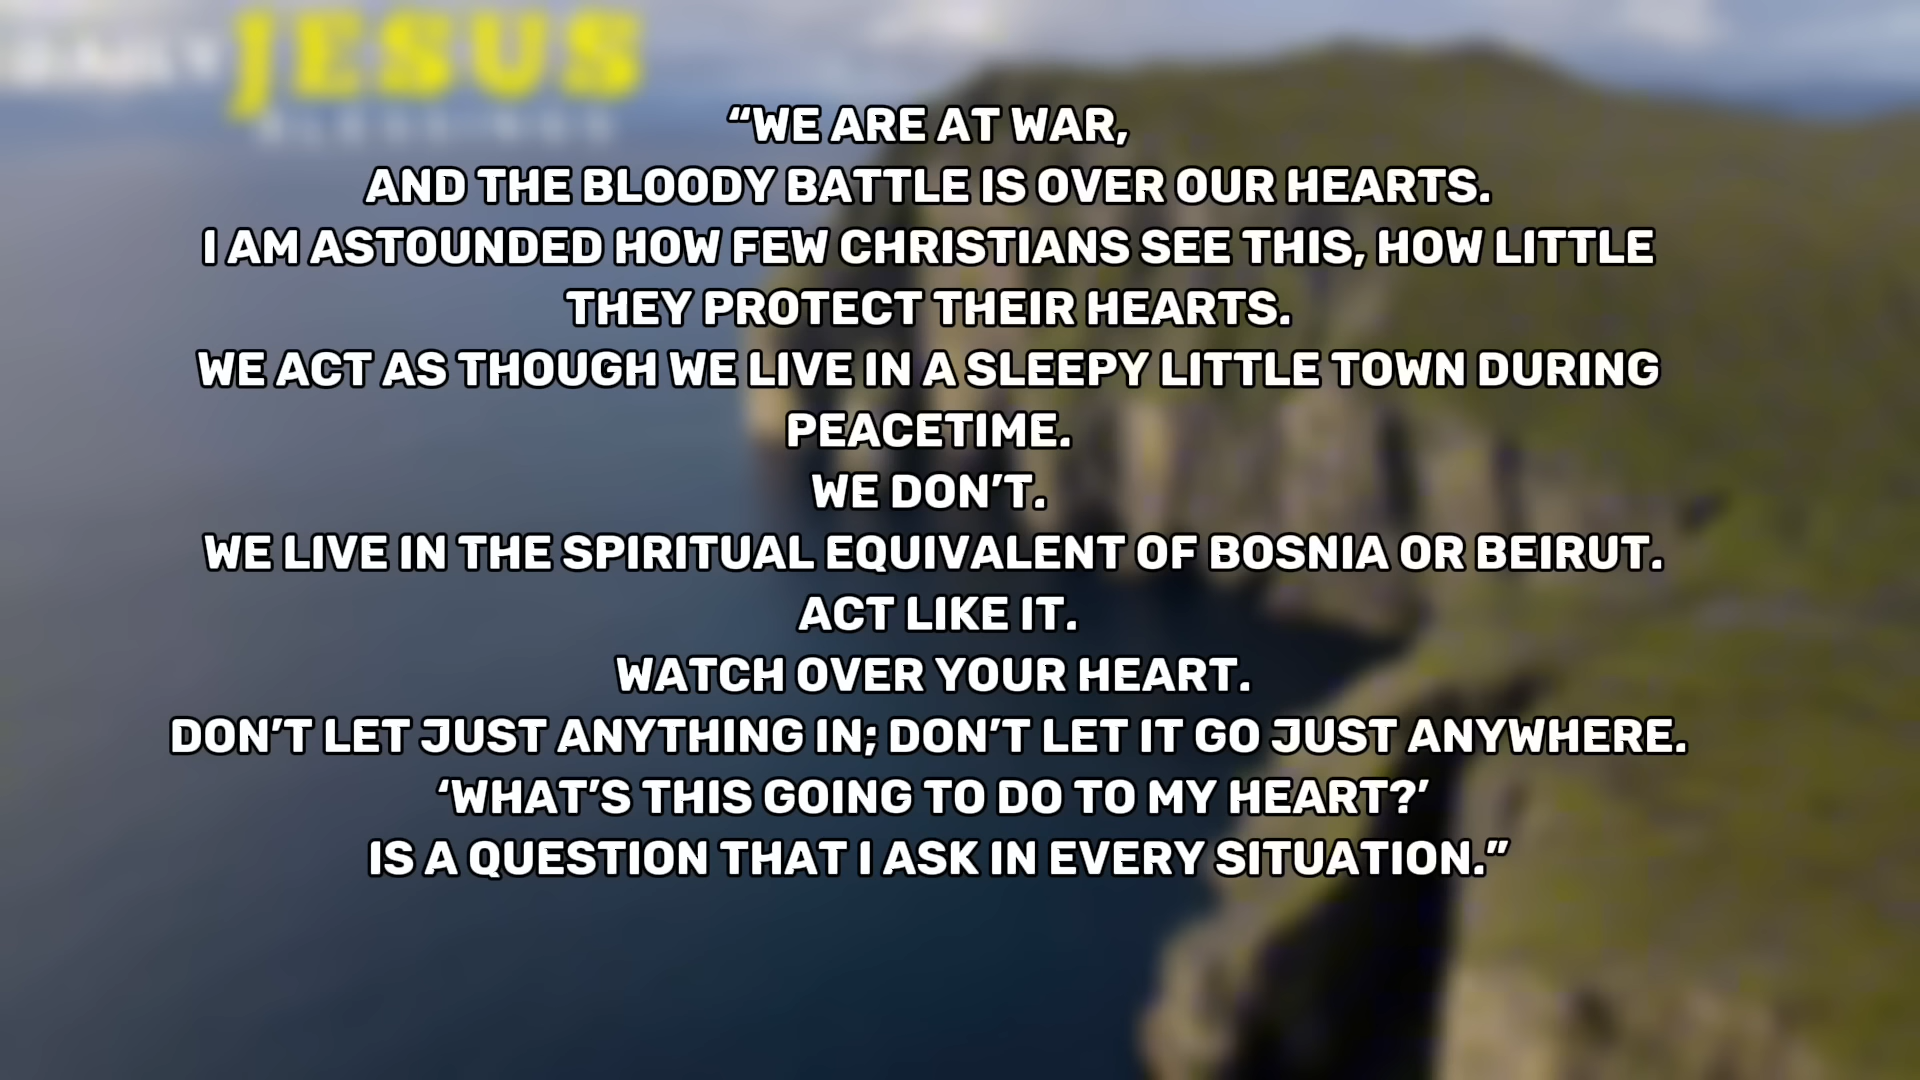 DAILY
JESUS
BLESSINGS
“WE ARE AT WAR,
AND THE BLOODY BATTLE IS OVER OUR HEARTS.
I AM ASTOUNDED HOW FEW CHRISTIANS SEE THIS, HOW LITTLE
THEY PROTECT THEIR HEARTS.
WE ACT AS THOUGH WE LIVE IN A SLEEPY LITTLE TOWN DURING
PEACETIME.
WE DON’T.
WE LIVE IN THE SPIRITUAL EQUIVALENT OF BOSNIA OR BEIRUT.
ACT LIKE IT.
WATCH OVER YOUR HEART.
DON’T LET JUST ANYTHING IN; DON’T LET IT GO JUST ANYWHERE.
‘WHAT’S THIS GOING TO DO TO MY HEART?’
IS A QUESTION THAT I ASK IN EVERY SITUATION.”